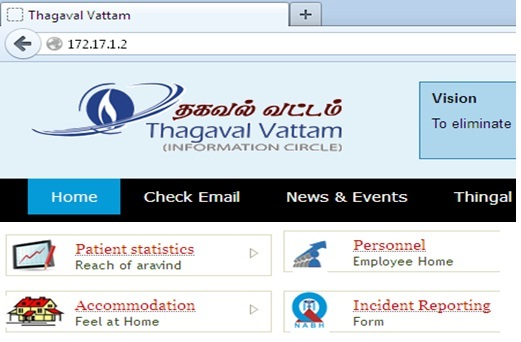 Thagaval Vattam
172.17.1.2
தகவல் வட்டம்
Thagaval Vattam
(INFORMATION CIRCLE)
Vision
To eliminate
Home Check Email News & Events Thingal
Patient statistics
Reach of aravind
Personnel
Employee Home
Accommodation
Feel at Home
NABH
Incident Reporting
Form